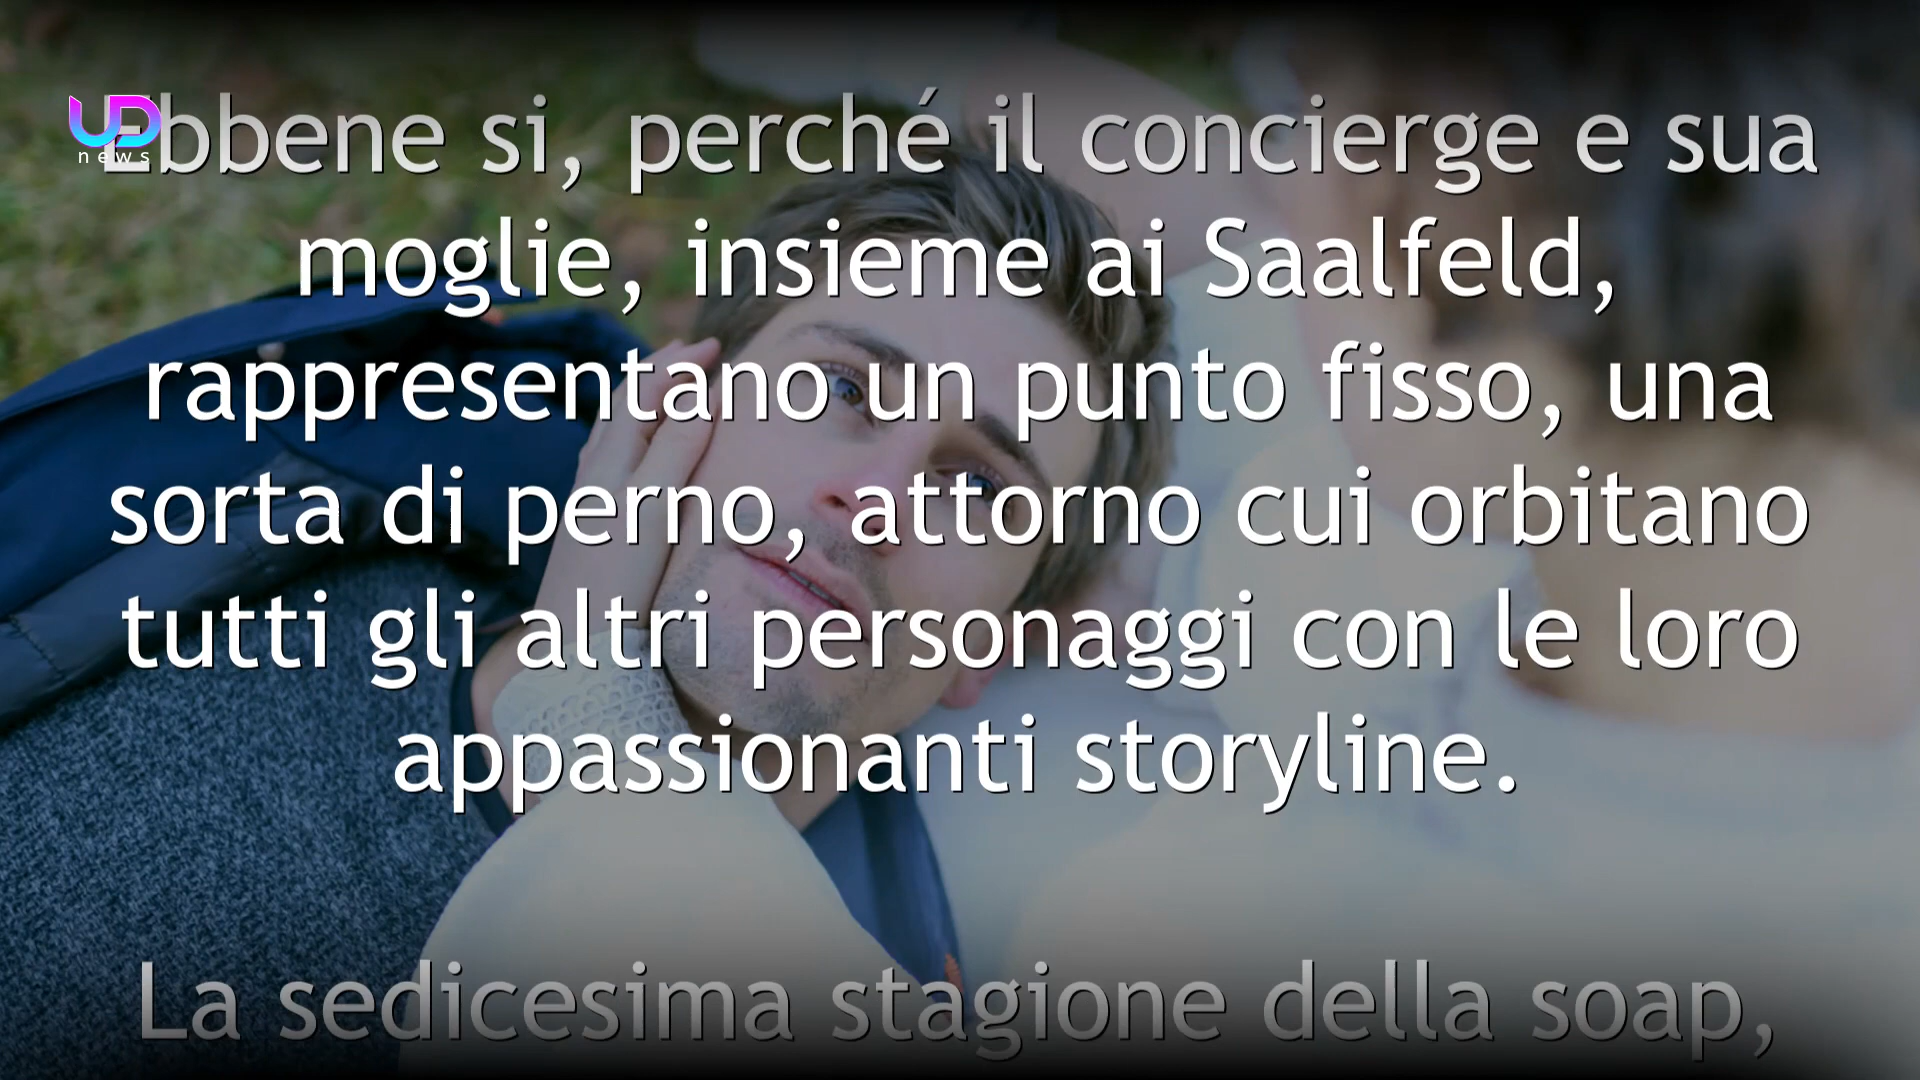 UD
news
Ebbene si, perché il concierge e sua
moglie, insieme ai Saalfeld,
rappresentano un punto fisso, una
sorta di perno, attorno cui orbitano
tutti gli altri personaggi con le loro
appassionanti storyline.
La sedicesima stagione della soap,